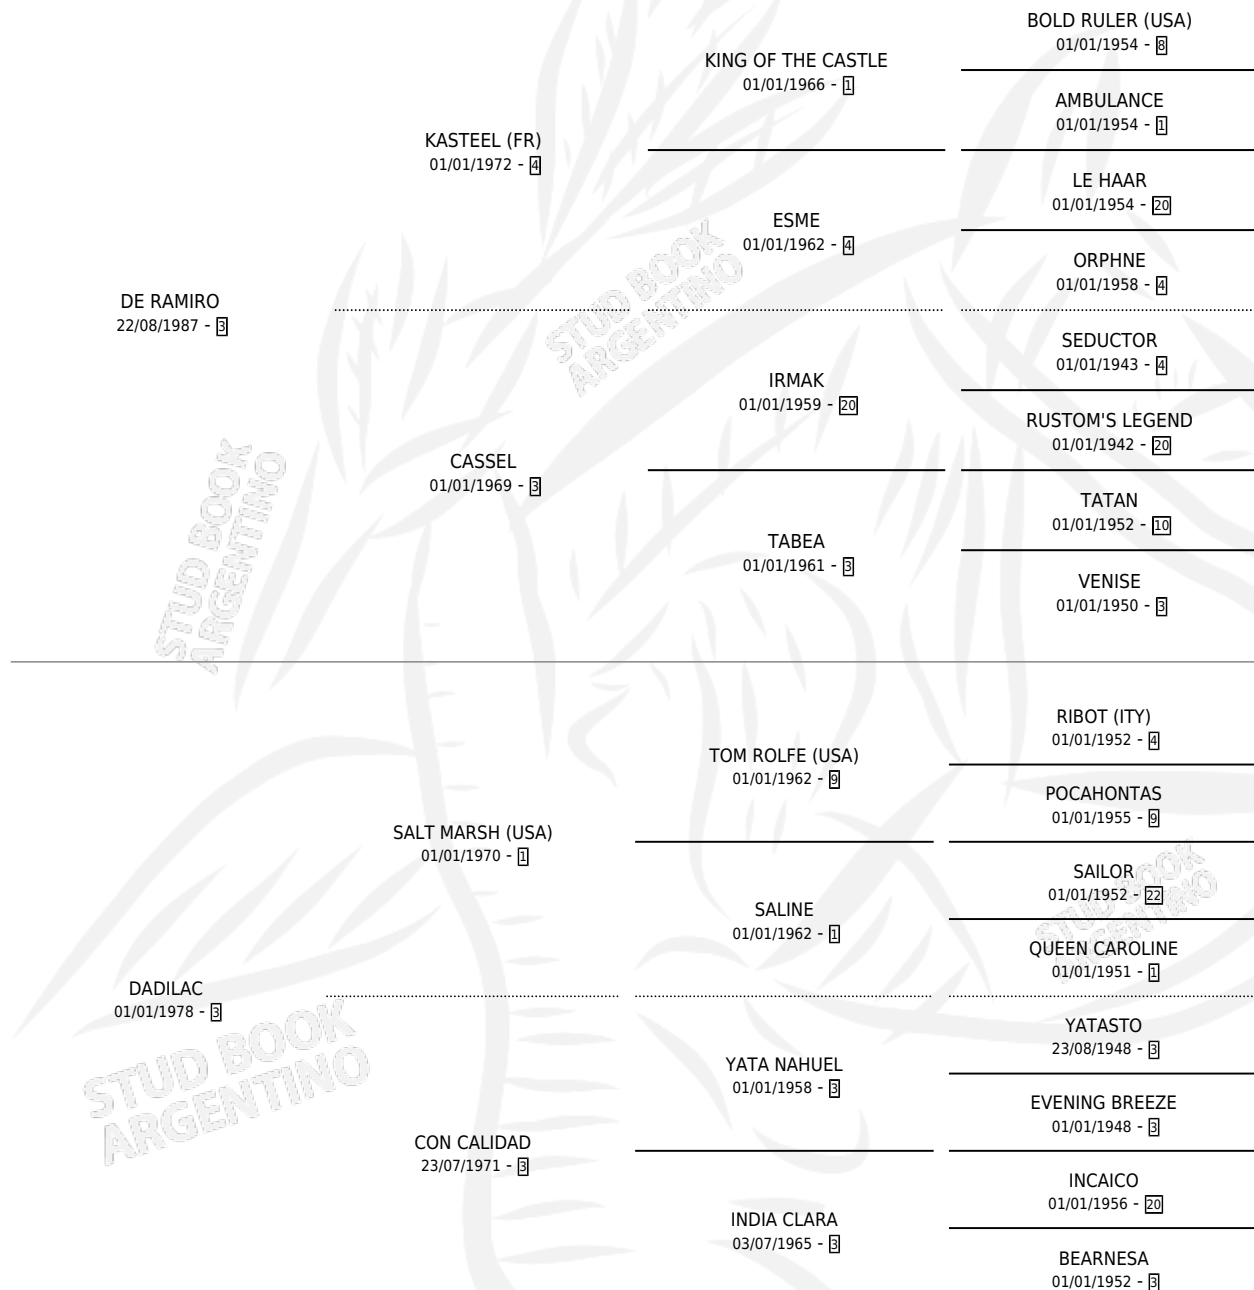 BOLD RULER (USA)
01/01/1954 - 8
KING OF THE CASTLE
01/01/1966 - 1
AMBULANCE
01/01/1954 - 1
KASTEEL (FR)
01/01/1972 - 4
LE HAAR
01/01/1954 - 20
ESME
01/01/1962 - 4
ORPHNE
01/01/1958 - 4
DE RAMIRO
22/08/1987 - 3
SEDUCTOR
01/01/1943 - 4
IRMAK
01/01/1959 - 20
RUSTOM'S LEGEND
01/01/1942 - 20
CASSEL
01/01/1969 - 3
TATAN
01/01/1952 - 10
TABEA
01/01/1961 - 3
VENISE
01/01/1950 - 3
RIBOT (ITY)
01/01/1952 - 4
TOM ROLFE (USA)
01/01/1962 - 9
POCAHONTAS
01/01/1955 - 9
SALT MARSH (USA)
01/01/1970 - 1
SAILOR
01/01/1952 - 22
SALINE
01/01/1962 - 1
QUEEN CAROLINE
01/01/1951 - 1
DADILAC
01/01/1978 - 3
YATASTO
23/08/1948 - 3
YATA NAHUEL
01/01/1958 - 3
EVENING BREEZE
01/01/1948 - 3
CON CALIDAD
23/07/1971 - 3
INCAICO
01/01/1956 - 20
INDIA CLARA
03/07/1965 - 3
BEARNESA
01/01/1952 - 3
STUD BOOK
ARGENTINO
STUD BOOK
ARGENTINO
STUD BOOK
ARGENTINO
STUD BOOK
ARGENTINO